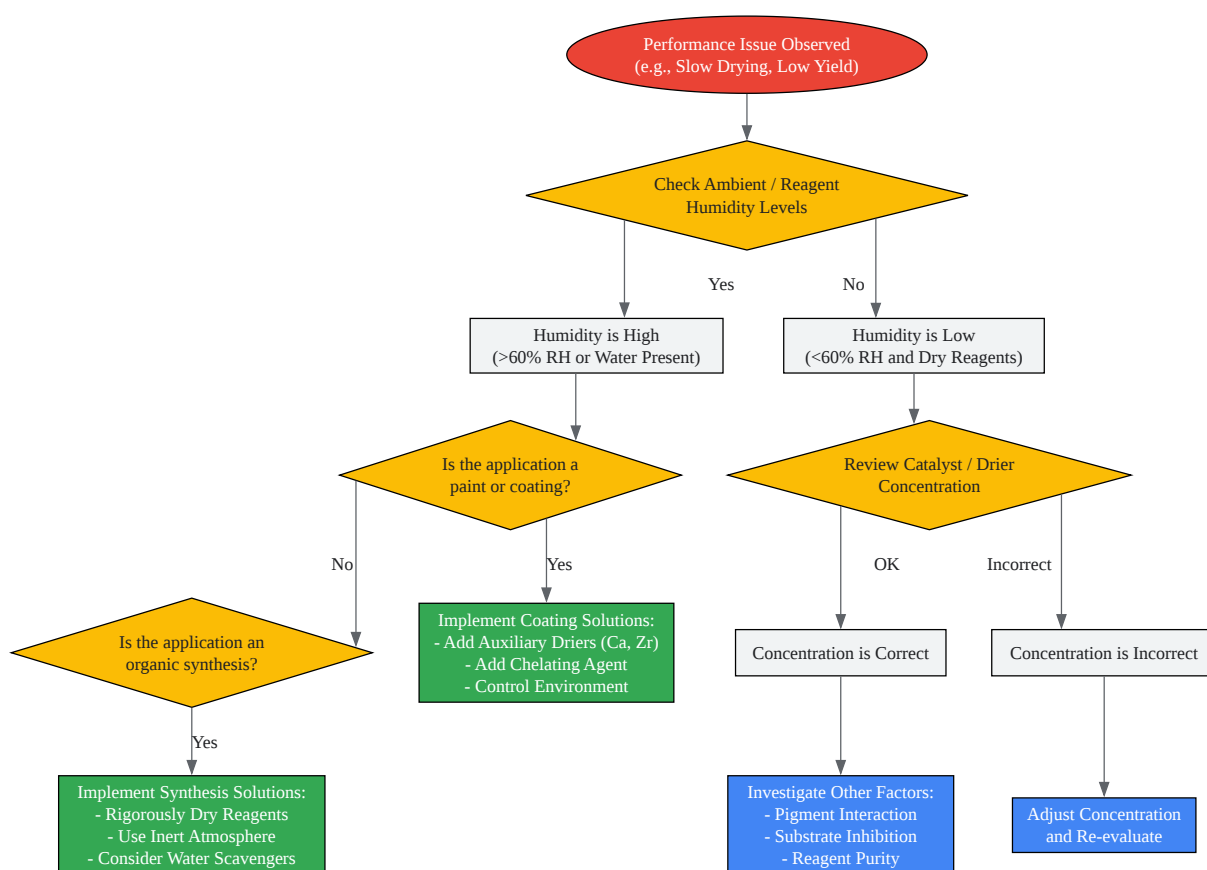 Performance Issue Observed
(e.g., Slow Drying, Low Yield)
Check Ambient / Reagent
Humidity Levels
Yes
No
Humidity is High
(>60% RH or Water Present)
Humidity is Low
(<60% RH and Dry Reagents)
Is the application a
paint or coating?
Review Catalyst / Drier
Concentration
No
Yes
OK
Incorrect
Is the application an
organic synthesis?
Implement Coating Solutions:
- Add Auxiliary Driers (Ca, Zr)
- Add Chelating Agent
- Control Environment
Concentration is Correct
Concentration is Incorrect
Yes
Implement Synthesis Solutions:
- Rigorously Dry Reagents
- Use Inert Atmosphere
- Consider Water Scavengers
Investigate Other Factors:
- Pigment Interaction
- Substrate Inhibition
- Reagent Purity
Adjust Concentration
and Re-evaluate